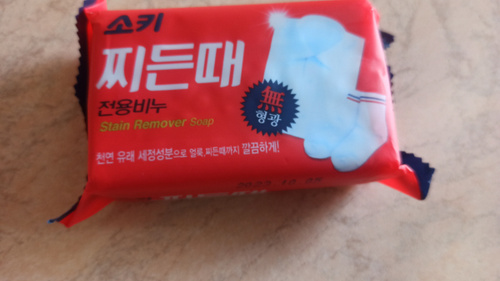 소키
찌든때
전용비누
Stain Remover Soap
천연 유래 세정성분으로 얼룩, 찌든때까지 깔끔하게!
無
형광